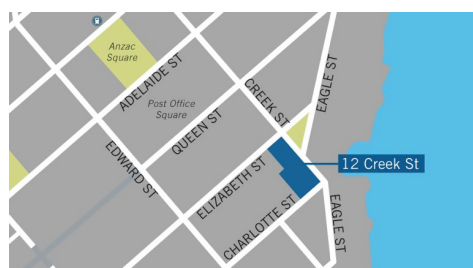 Anzac
Square
ADELAIDE ST
Post Office
Square
QUEEN ST
CREEK ST
EAGLE ST
EDWARD ST
ELIZABETH ST
12 Creek St
CHARLOTTE ST
EAGLE ST